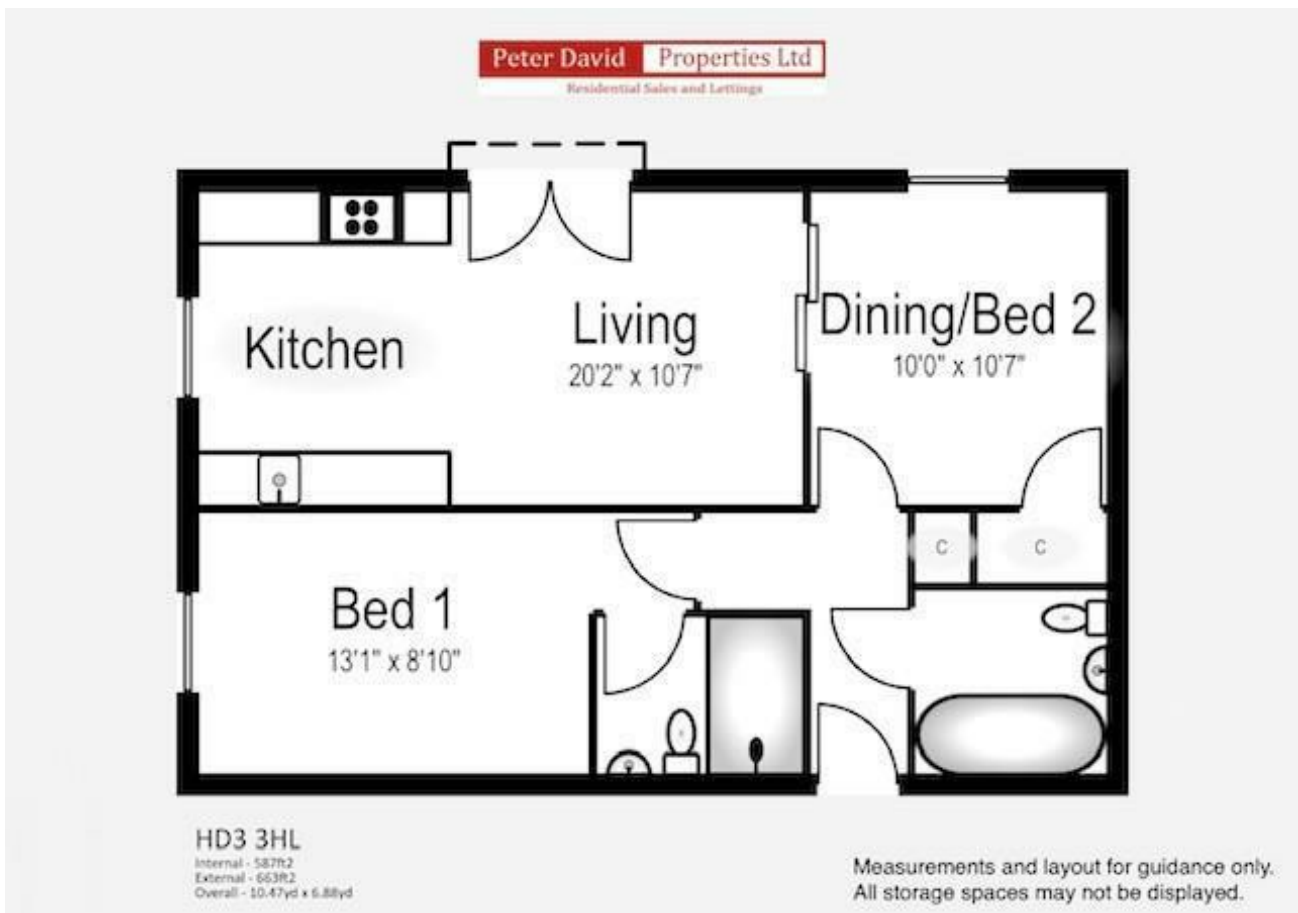 Peter David Properties Ltd
Residential Sales and Lettings
Kitchen
Living
20'2" x 10'7"
Dining/Bed 2
10'0" x 10'7"
Bed 1
13'1" x 8'10"
C
C
HD3 3HL
Internal - 587ft2
External - 663ft2
Overall - 10.47yd x 6.88yd
Measurements and layout for guidance only.
All storage spaces may not be displayed.